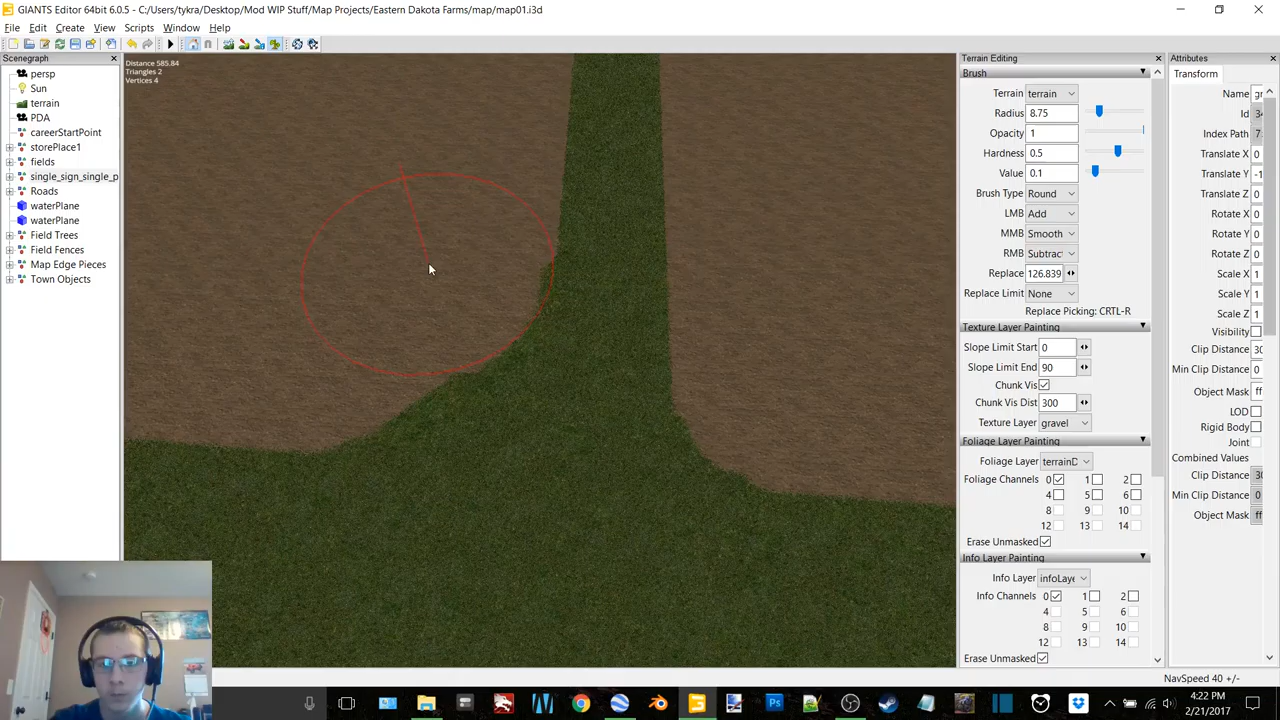 GIANTS Editor 64bit 6.0.5 - C:/Users/tykra/Desktop/Mod WIP Stuff/Map Projects/Eastern Dakota Farms/map/map01.i3d
File Edit Create View Scripts Window Help
Scenegraph
persp
Sun
terrain
PDA
careerStartPoint
storePlace1
fields
single_sign_single_p
Roads
waterPlane
waterPlane
Field Trees
Field Fences
Map Edge Pieces
Town Objects
Distance 585.84
Triangles 2
Vertices 4
Terrain Editing
Brush
Terrain terrain
Radius 8.75
Opacity 1
Hardness 0.5
Value 0.1
Brush Type Round
LMB Add
MMB Smooth
RMB Subtrac
Replace 126.839
Replace Limit None
Replace Picking: CRTL-R
Texture Layer Painting
Slope Limit Start 0
Slope Limit End 90
Chunk Vis
Chunk Vis Dist 300
Texture Layer gravel
Foliage Layer Painting
Foliage Layer terrainD
Foliage Channels 0 1 2
4 5 6
8 9 10
12 13 14
Erase Unmasked
Info Layer Painting
Info Layer infoLaye
Info Channels 0 1 2
4 5 6
8 9 10
12 13 14
Erase Unmasked
Attributes
Transform
Name gr
Id 34
Index Path 7
Translate X 0
Translate Y -1
Translate Z 0
Rotate X 0
Rotate Y 0
Rotate Z 0
Scale X 1
Scale Y 1
Scale Z 1
Visibility
Clip Distance 30
Min Clip Distance 0
Object Mask ff
LOD
Rigid Body
Joint
Combined Values
Clip Distance 30
Min Clip Distance 0
Object Mask ff
NavSpeed 40 +/-
4:22 PM
2/21/2017